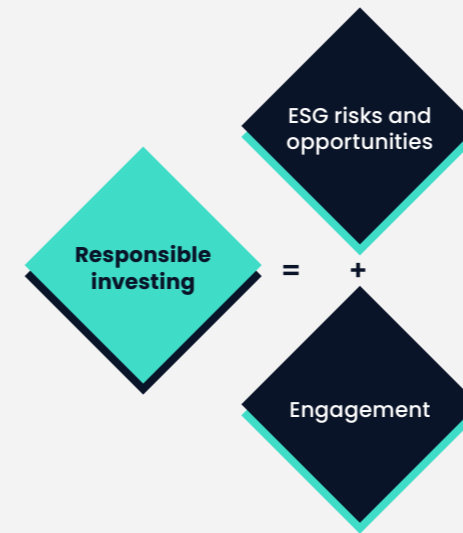 Responsible
investing
=
ESG risks and
opportunities
+
Engagement